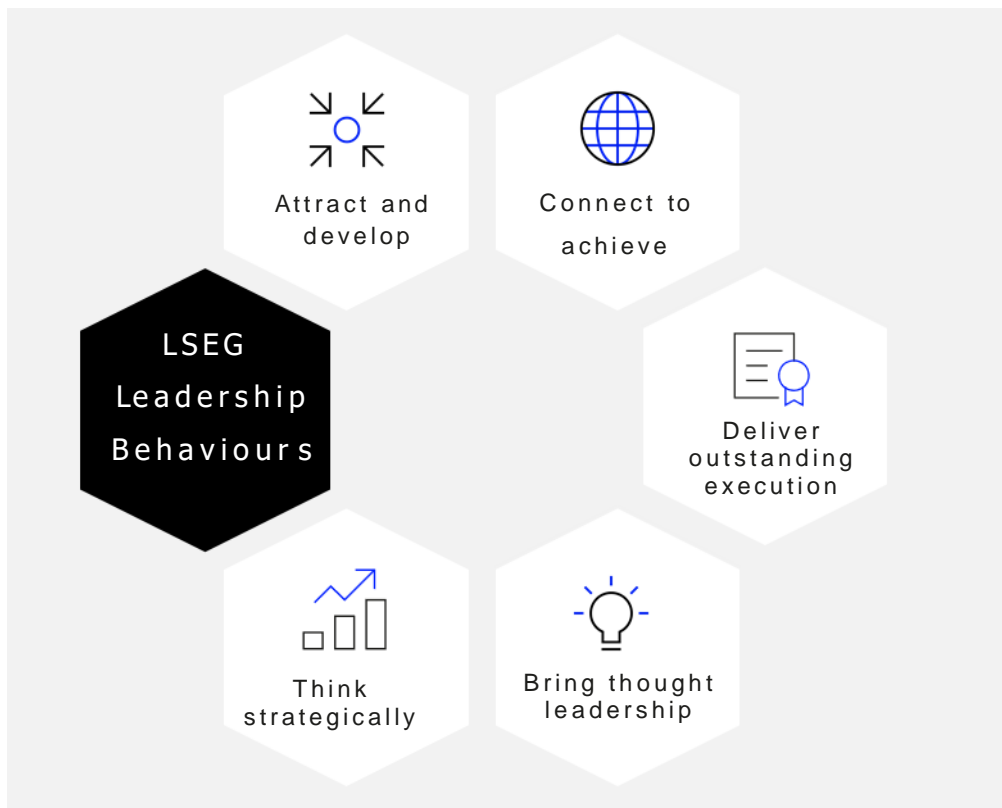 LSEG
Leadership
Behaviours
Attract and
develop
Connect to
achieve
Deliver
outstanding
execution
Bring thought
leadership
Think
strategically